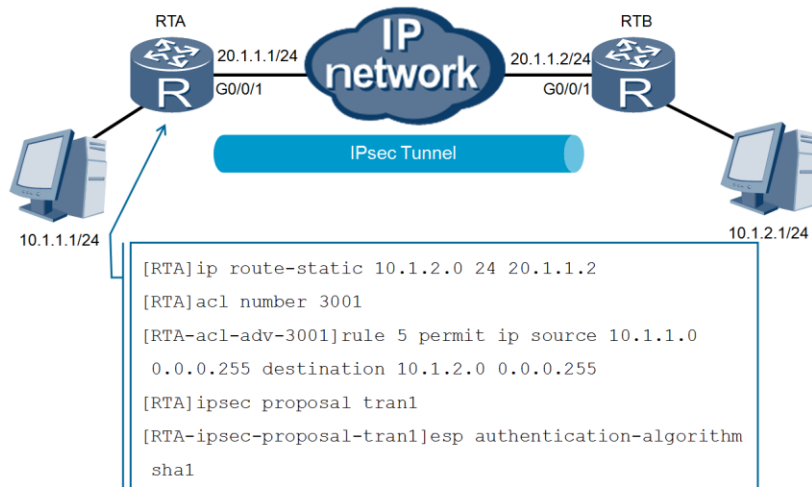 RTA
RTB
IP
network
20.1.1.1/24
20.1.1.2/24
G0/0/1
G0/0/1
R
R
IPsec Tunnel
10.1.1.1/24
10.1.2.1/24
[RTA]ip route-static 10.1.2.0 24 20.1.1.2
[RTA]acl number 3001
[RTA-acl-adv-3001]rule 5 permit ip source 10.1.1.0
0.0.0.255 destination 10.1.2.0 0.0.0.255
[RTA]ipsec proposal tran1
[RTA-ipsec-proposal-tran1]esp authentication-algorithm
sha1